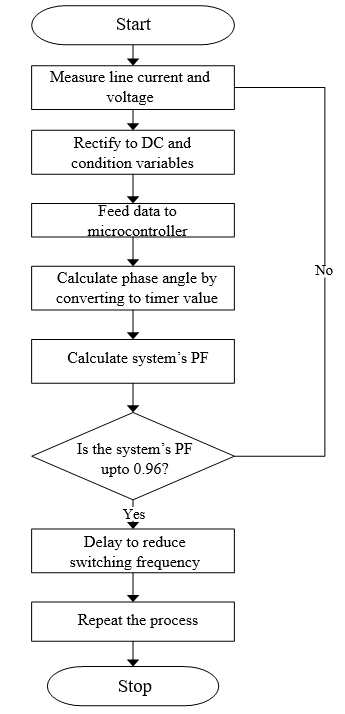 Start
Measure line current and
voltage
Rectify to DC and
condition variables
Feed data to
microcontroller
Calculate phase angle by
converting to timer value
No
Calculate system's PF
Is the system's PF
upto 0.96?
Yes
Delay to reduce
switching frequency
Repeat the process
Stop